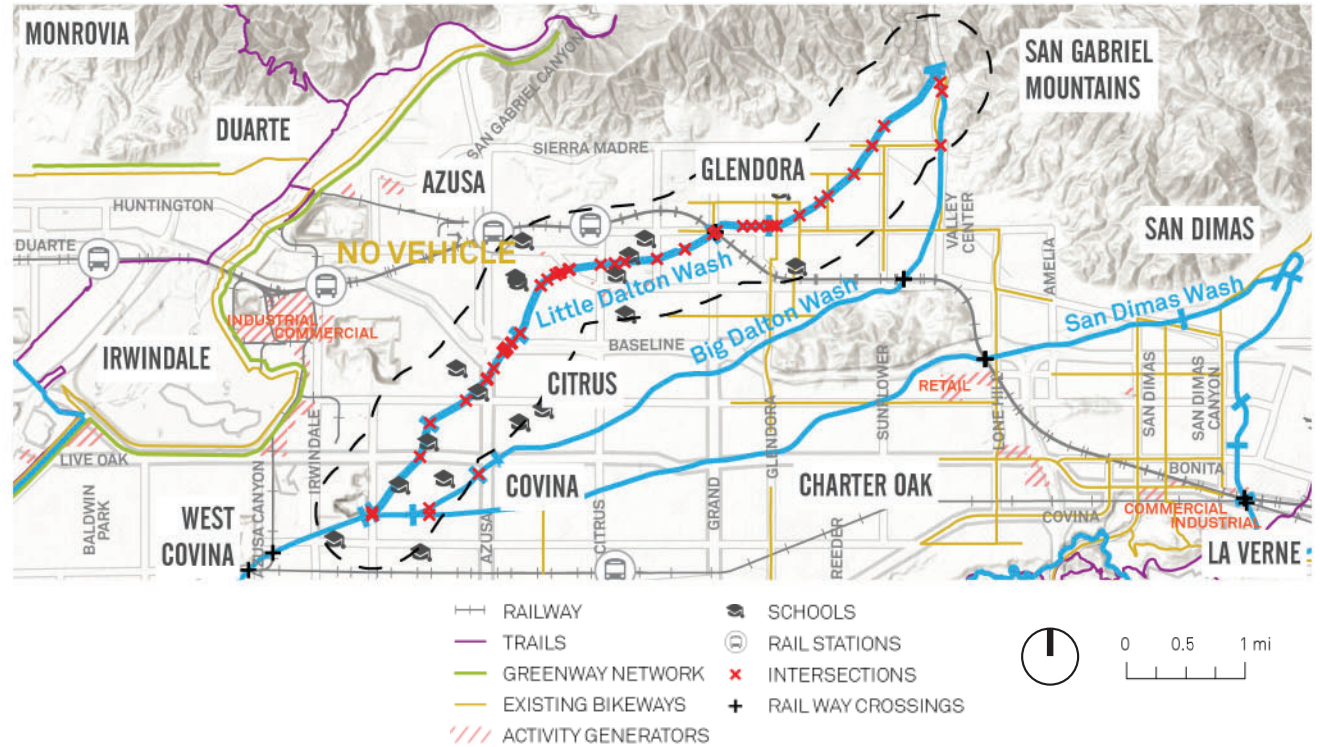 MONROVIA
SAN GABRIEL
MOUNTAINS
DUARTE
SAN GABRIEL CANYON
SIERRA MADRE
GLENDORA
AZUSA
HUNTINGTON
VALLEY
CENTER
SAN DIMAS
DUARTE
NO VEHICLE
AMELIA
Little Dalton Wash
Big Dalton Wash
San Dimas Wash
INDUSTRIAL
COMMERCIAL
BASELINE
IRWINDALE
CITRUS
RETAIL
SUNFLOWER
GLENDORA
LONE HILL
SAN DIMAS
SAN DIMAS
CANYON
IRWINDALE
LIVE OAK
BONITA
COVINA
CHARTER OAK
BALDWIN
PARK
WEST
COVINA
AZUSA CANYON
AZUSA
CITRUS
GRAND
REEDER
COVINA
COMMERCIAL
INDUSTRIAL
LA VERNE
RAILWAY
TRAILS
GREENWAY NETWORK
EXISTING BIKEWAYS
ACTIVITY GENERATORS
SCHOOLS
RAIL STATIONS
INTERSECTIONS
RAIL WAY CROSSINGS
0 0.5 1 mi